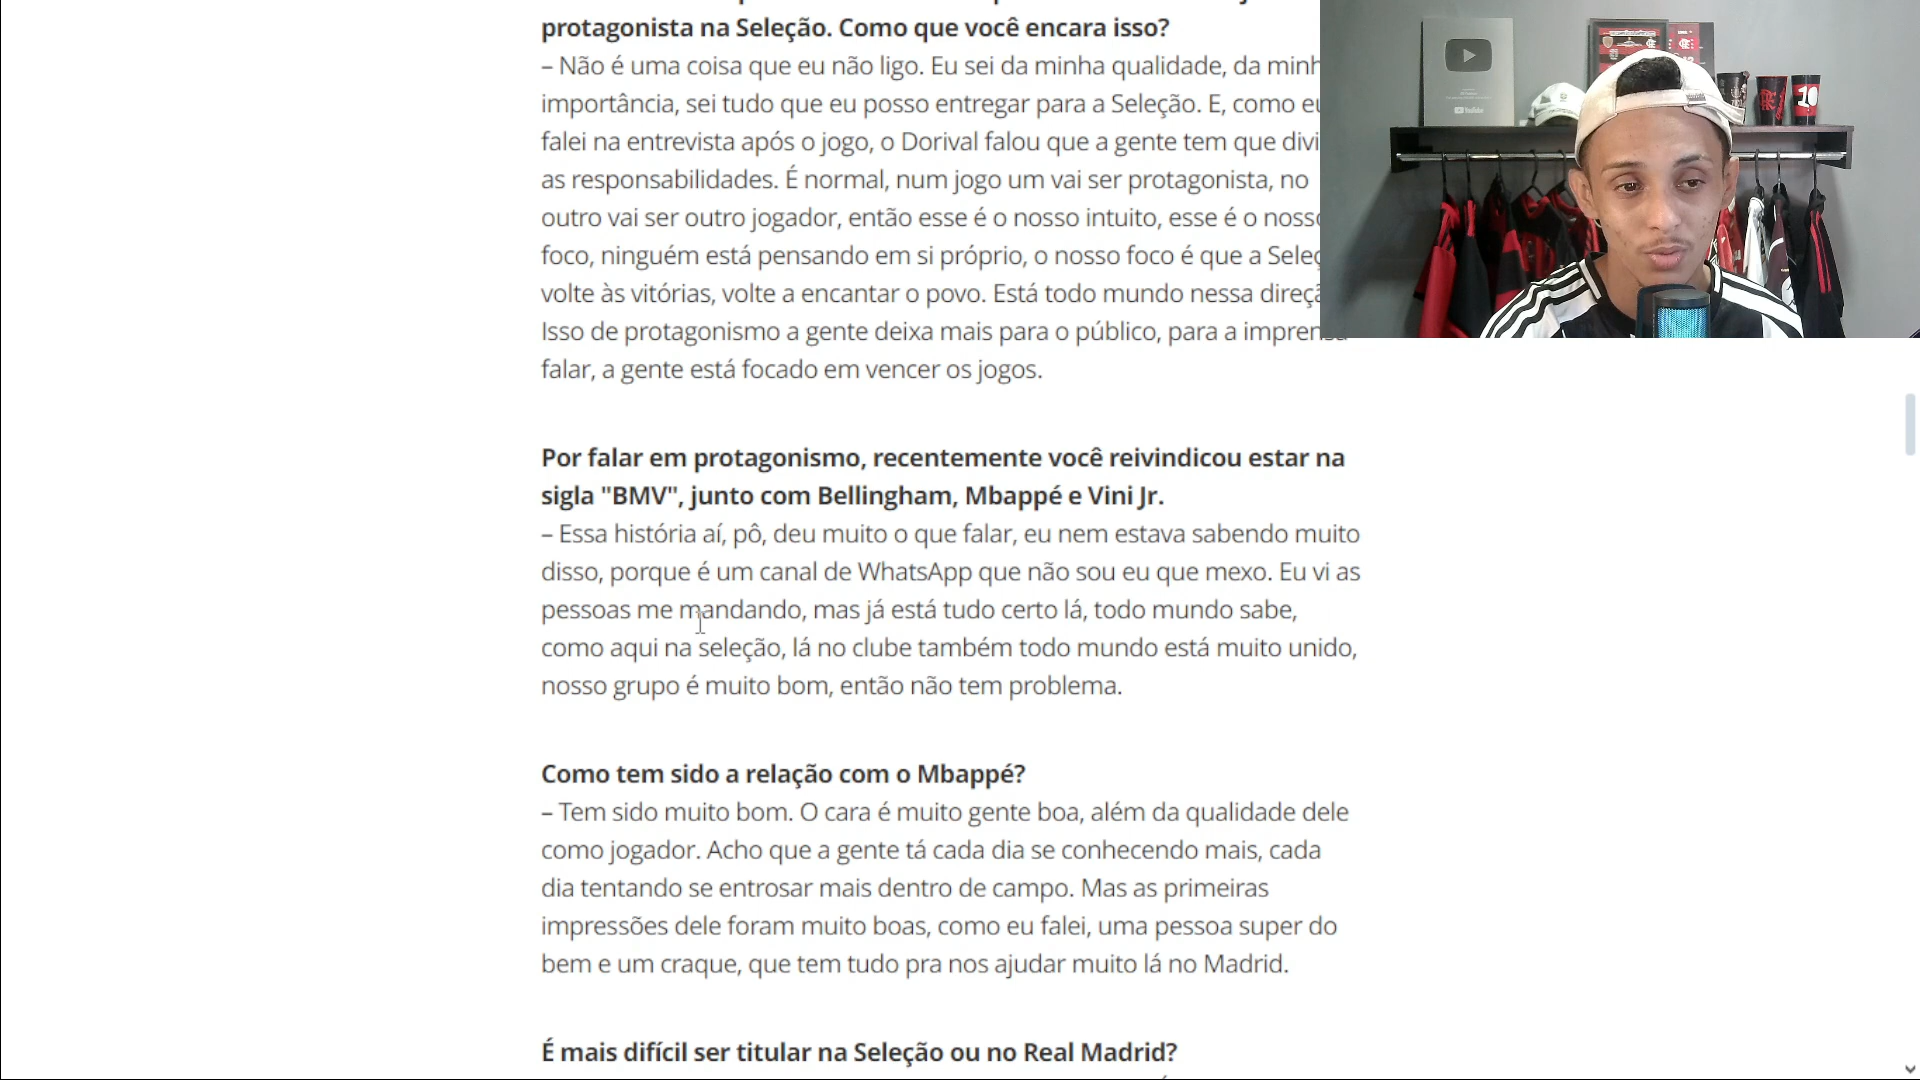 protagonista na Seleção. Como que você encara isso?
– Não é uma coisa que eu não ligo. Eu sei da minha qualidade, da
importância, sei tudo que eu posso entregar para a Seleção. E, como eu
falei na entrevista após o jogo, o Dorival falou que a gente tem que
as responsabilidades. É normal, num jogo um vai ser protagonista, no
outro vai ser outro jogador, então esse é o nosso intuito, esse é o nosso
foco, ninguém está pensando em si próprio, o nosso foco é que a
volte às vitórias, volte a encantar o povo. Está todo mundo nessa
Isso de protagonismo a gente deixa mais para o público, para a imprensa
falar, a gente está focado em vencer os jogos.
Por falar em protagonismo, recentemente você reivindicou estar na
sigla "BMV", junto com Bellingham, Mbappé e Vini Jr.
– Essa história aí, pô, deu muito o que falar, eu nem estava sabendo muito
disso, porque é um canal de WhatsApp que não sou eu que mexo. Eu vi as
pessoas me mandando, mas já está tudo certo lá, todo mundo sabe,
como aqui na seleção, lá no clube também todo mundo está muito unido,
nosso grupo é muito bom, então não tem problema.
Como tem sido a relação com o Mbappé?
– Tem sido muito bom. O cara é muito gente boa, além da qualidade dele
como jogador. Acho que a gente tá cada dia se conhecendo mais, cada
dia tentando se entrosar mais dentro de campo. Mas as primeiras
impressões dele foram muito boas, como eu falei, uma pessoa super do
bem e um craque, que tem tudo pra nos ajudar muito lá no Madrid.
É mais difícil ser titular na Seleção ou no Real Madrid?
YouTube
10